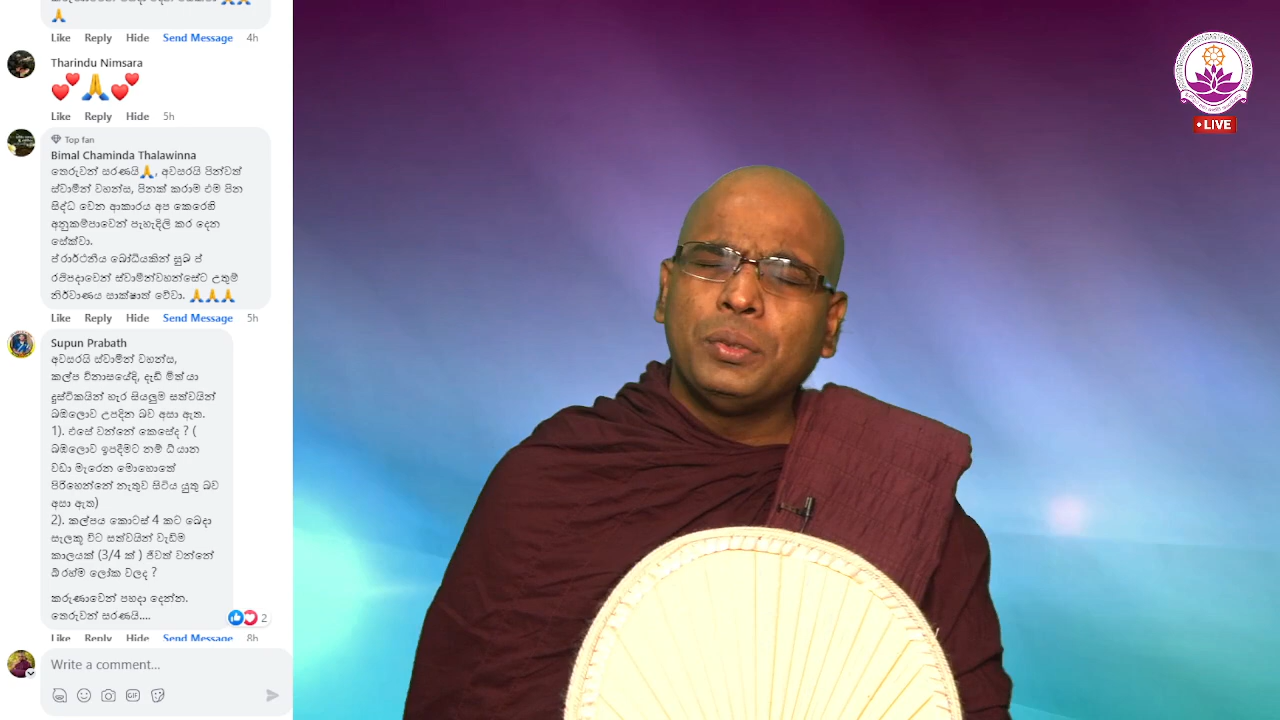 Like Reply Hide Send Message 4h
Tharindu Nimsara
💕🙏💕
Like Reply Hide 5h
Top fan
Bimal Chaminda Thalawinna
තෙරුවන් සරණයි🙏, අවසරයි පින්වත්
ස්වාමීන් වහන්ස, පිනක් කරාම එම පින
සිද්ධ වෙන ආකාරය අප කෙරෙහි
අනුකම්පාවෙන් පැහැදිලි කර දෙන
සේක්වා.
ප්රාර්ථනීය බෝධියකින් සුඛ ප්
රතිපදාවෙන් ස්වාමීන්වහන්සේට උතුම්
නිර්වාණය සාක්ෂාත් වේවා. 🙏🙏🙏
Like Reply Hide Send Message 5h
Supun Prabath
අවසරයි ස්වාමීන් වහන්ස,
කල්ප විනාසයේදි, දැඩි මිත් යා
දුස්ටිකයින් හැර සියලුම සත්වයින්
බඹලොව උපදින බව අසා ඇත.
1). එසේ වන්නේ කෙසේද ? (
බඹලොව ඉපදීමට නම් ධි යාන
වඩා මැරෙන මොහොතේ
පිරිහෙන්නේ නැතුව සිටිය යුතු බව
අසා ඇත)
2). කල්පය කොටස් 4 කට බෙදා
සැලකු විට සත්වයින් වැඩිම
කාලයක් (3/4 ක් ) ජීවත් වන්නේ
බ් රහ්ම ලෝක වලද ?
කරුණාවෙන් පහදා දෙන්න.
තෙරුවන් සරණයි....
2
Like Reply Hide Send Message 8h
Write a comment...
GIF
• LIVE